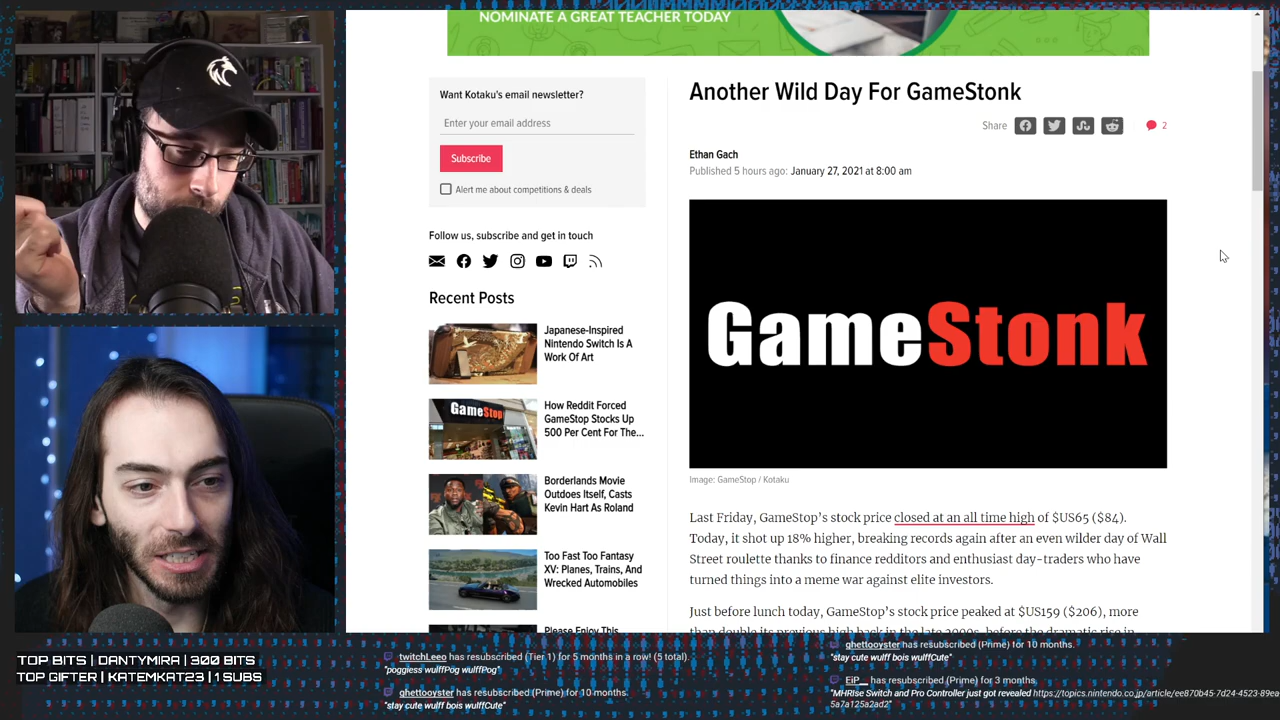 NOMINATE A GREAT TEACHER TODAY
Want Kotaku's email newsletter?
Enter your email address
Subscribe
Alert me about competitions & deals
Follow us, subscribe and get in touch
Recent Posts
Japanese-Inspired
Nintendo Switch Is A
Work Of Art
GameStop
How Reddit Forced
GameStop Stocks Up
500 Per Cent For The...
Borderlands Movie
Outdoes Itself, Casts
Kevin Hart As Roland
Too Fast Too Fantasy
XV: Planes, Trains, And
Wrecked Automobiles
Please Enjoy This
Another Wild Day For GameStonk
Share
2
Ethan Gach
Published 5 hours ago: January 27, 2021 at 8:00 am
GameStonk
Image: GameStop / Kotaku
Last Friday, GameStop’s stock price closed at an all time high of $US65 ($84).
Today, it shot up 18% higher, breaking records again after an even wilder day of Wall
Street roulette thanks to finance redditors and enthusiast day-traders who have
turned things into a meme war against elite investors.
Just before lunch today, GameStop’s stock price peaked at $US159 ($206), more
than double its previous high back in the late 2000s, before the dramatic rise in
TOP BITS | DANTYMIRA | 300 BITS
TOP GIFTER | KATEMKAT23 | 1 SUBS
twitchLeeo has resubscribed (Tier 1) for 5 months in a row! (5 total).
"poggless wulffPog wulffPog"
ghettooyster has resubscribed (Prime) for 10 months.
"stay cute wulff bois wulffCute"
ghettooyster has resubscribed (Prime) for 10 months.
"stay cute wulff bois wulffCute"
EiP__ has resubscribed (Prime) for 3 months.
"MHRise Switch and Pro Controller just got revealed https://topics.nintendo.co.jp/article/ee870b45-7d24-4523-89ea
5a7a125a2ad2"